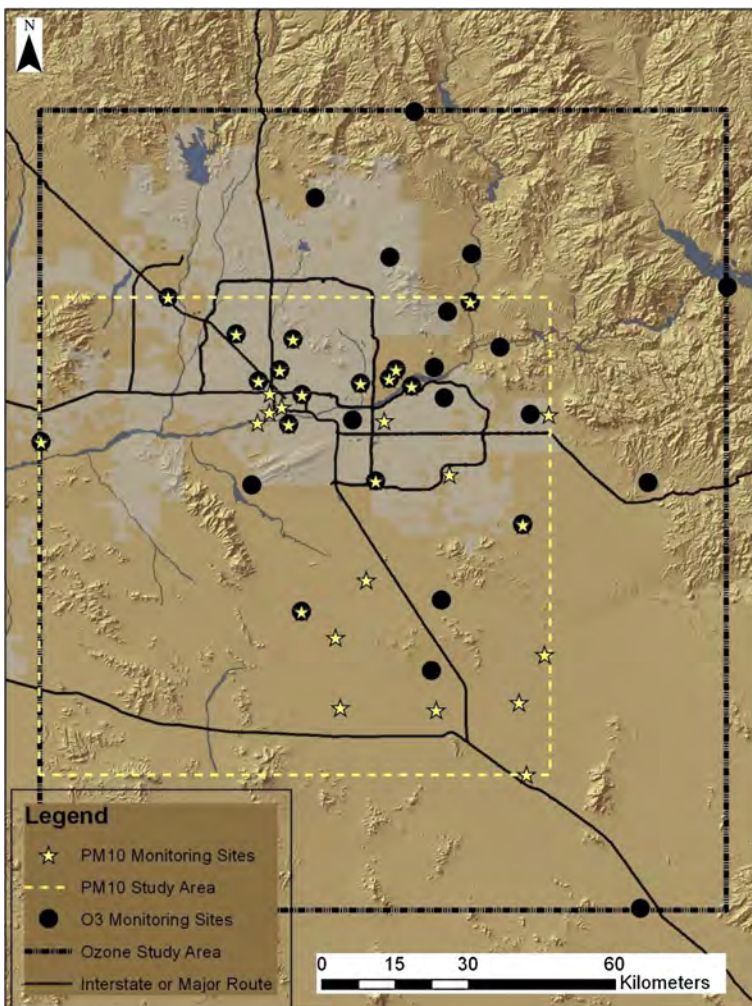 N
Legend
PM10 Monitoring Sites
PM10 Study Area
O3 Monitoring Sites
Ozone Study Area
Interstate or Major Route
0 15 30 60
Kilometers